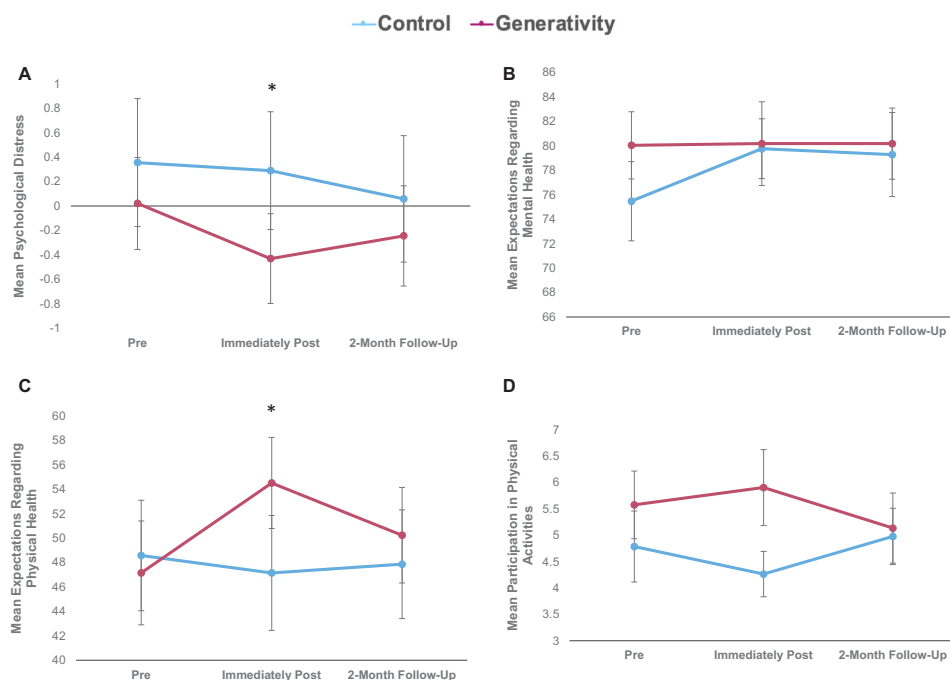 Control Generativity
A
Mean Psychological Distress
1
0.8
0.6
0.4
0.2
0
-0.2
-0.4
-0.6
-0.8
-1
*
Pre Immediately Post 2-Month Follow-Up
B
Mean Expectations Regarding
Mental Health
86
84
82
80
78
76
74
72
70
68
66
Pre Immediately Post 2-Month Follow-Up
C
Mean Expectations Regarding
Physical Health
60
58
56
54
52
50
48
46
44
42
40
*
Pre Immediately Post 2-Month Follow-Up
D
Mean Participation in Physical
Activities
7
6.5
6
5.5
5
4.5
4
3.5
3
Pre Immediately Post 2-Month Follow-Up